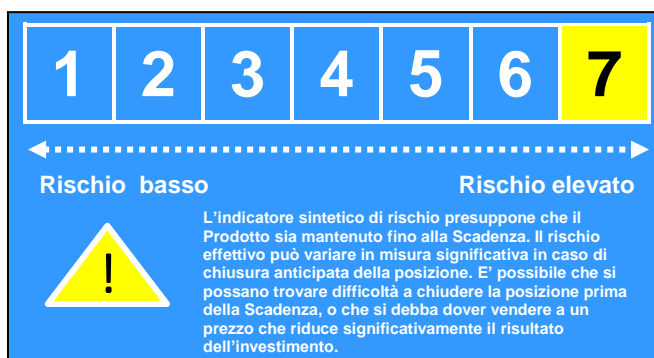 1 2 3 4 5 6 7
Rischio basso Rischio elevato
L'indicatore sintetico di rischio presuppone che il
Prodotto sia mantenuto fino alla Scadenza. Il rischio
effettivo può variare in misura significativa in caso di
chiusura anticipata della posizione. E' possibile che si
possano trovare difficoltà a chiudere la posizione prima
della Scadenza, o che si debba dover vendere a un
prezzo che riduce significativamente il risultato
dell'investimento.
!